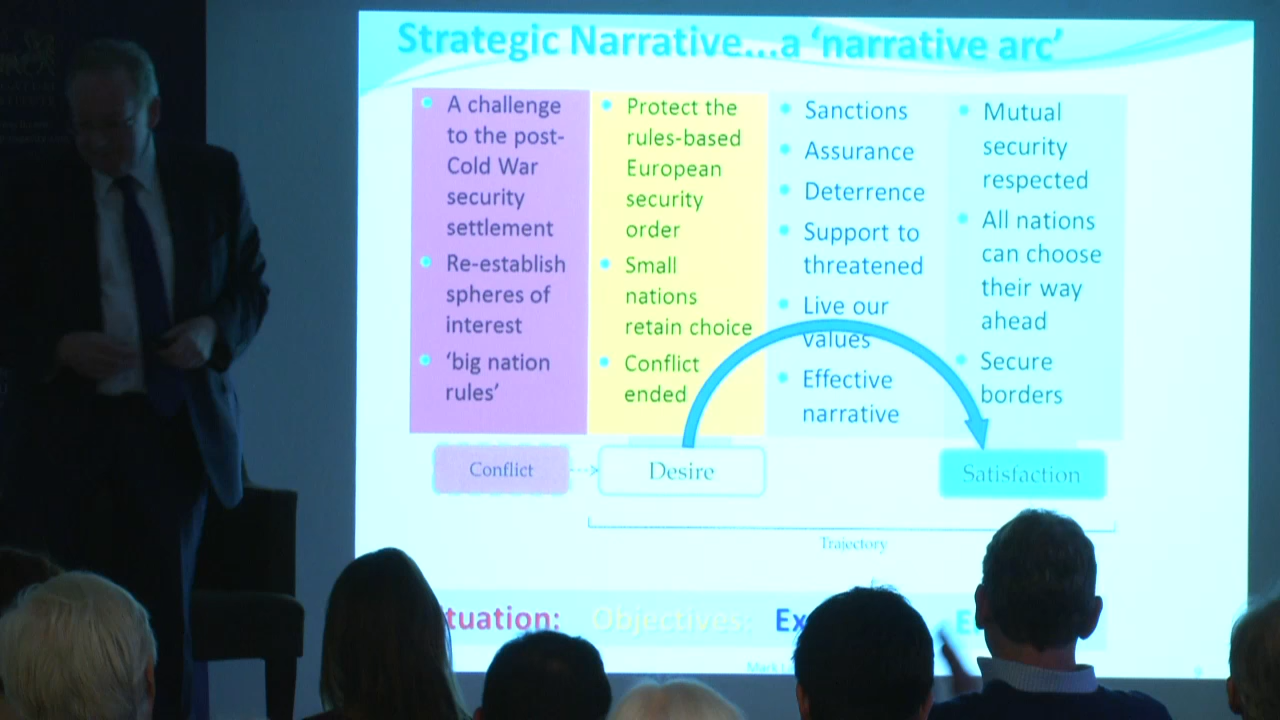 Strategic Narrative...a ‘narrative arc’
A challenge
to the post-
Cold War
security
settlement
Re-establish
spheres of
interest
‘big nation
rules’
Protect the
rules-based
European
security
order
Small
nations
retain choice
Conflict
ended
Sanctions
Assurance
Deterrence
Support to
threatened
Live our
values
Effective
narrative
Mutual
security
respected
All nations
can choose
their way
ahead
Secure
borders
Conflict
Desire
Satisfaction
Trajectory
tuation: Objectives: Ex
Mark